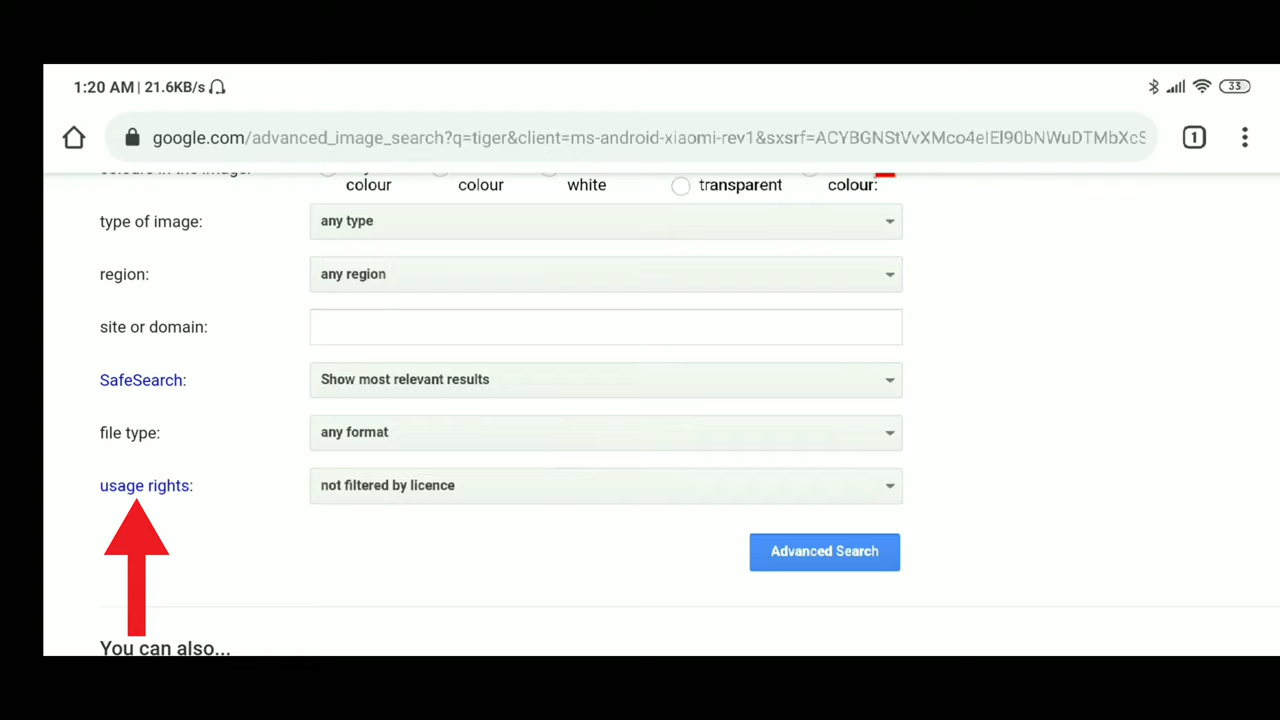 1:20 AM | 21.6KB/s
33
google.com/advanced_image_search?q=tiger&client=ms-android-xiaomi-rev1&sxsrf=
1
colour colour white transparent colour:
type of image: any type
region: any region
site or domain:
SafeSearch: Show most relevant results
file type: any format
usage rights: not filtered by licence
Advanced Search
You can also...